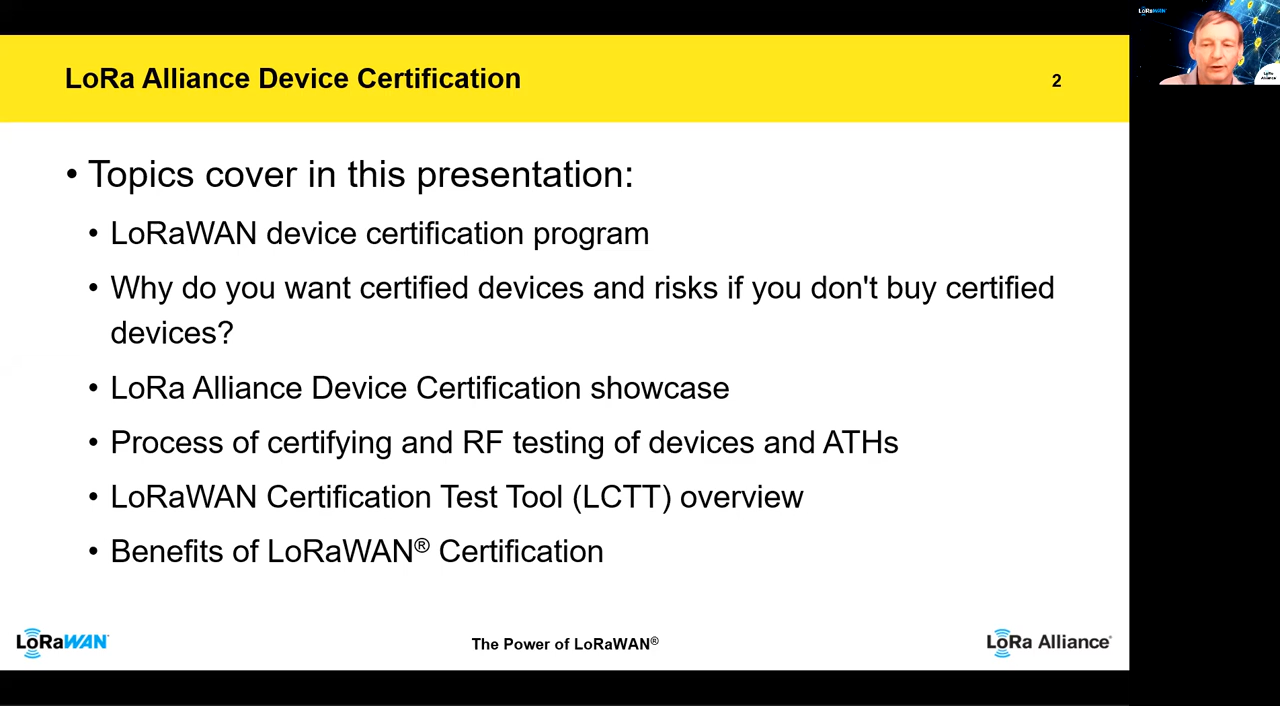 LoRa Alliance Device Certification
2
• Topics cover in this presentation:
• LoRaWAN device certification program
• Why do you want certified devices and risks if you don't buy certified
devices?
• LoRa Alliance Device Certification showcase
• Process of certifying and RF testing of devices and ATHs
• LoRaWAN Certification Test Tool (LCTT) overview
• Benefits of LoRaWAN® Certification
LoRaWAN
The Power of LoRaWAN®
LoRa Alliance®
LoRaWAN
LoRa
Alliance